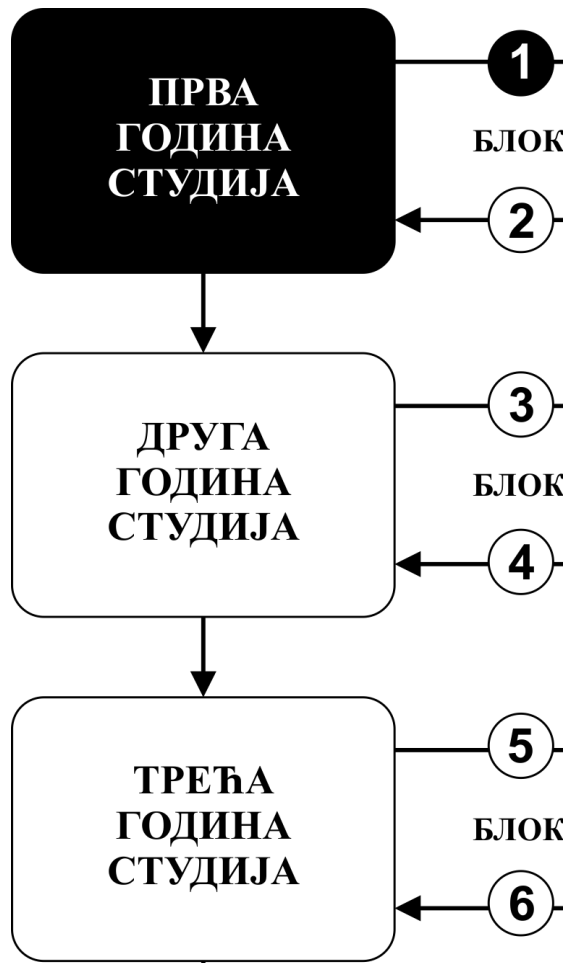 ПРВА
ГОДИНА
СТУДИЈА
1
БЛОК
2
ДРУГА
ГОДИНА
СТУДИЈА
3
БЛОК
4
ТРЕЋА
ГОДИНА
СТУДИЈА
5
БЛОК
6